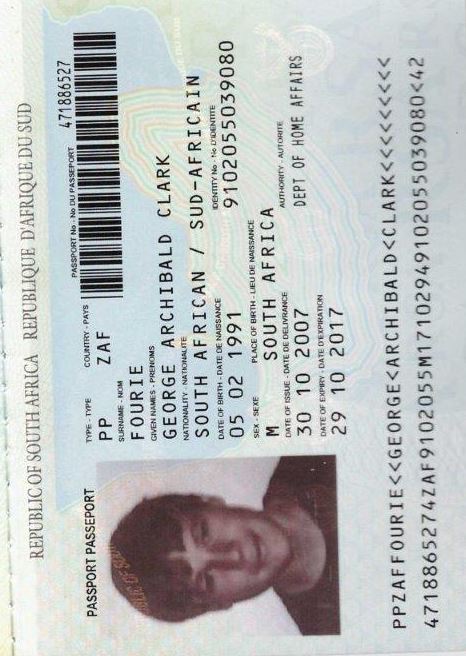 REPUBLIC OF SOUTH AFRICA REPUBLIQUE D'AFRIQUE DU SUD
PASSPORT PASSEPORT
TYPE - TYPE COUNTRY - PAYS PASSPORT No - No DU PASSEPORT 471886527
PP ZAF
SURNAME - NOM
FOURIE
GIVEN NAMES - PRENOMS
GEORGE ARCHIBALD CLARK
NATIONALITY - NATIONALITE
SOUTH AFRICAN / SUD-AFRICAIN
DATE OF BIRTH - DATE DE NAISSANCE IDENTITY No - No D'IDENTITE
05 02 1991 9102055039080
SEX - SEXE PLACE OF BIRTH - LIEU DE NAISSANCE
M SOUTH AFRICA
DATE OF ISSUE - DATE DE DELIVRANCE AUTHORITY - AUTORITE
30 10 2007 DEPT OF HOME AFFAIRS
DATE OF EXPIRY - DATE D'EXPIRATION
29 10 2017
PPZAFFOURIE<<GEORGE<ARCHIBALD<CLARK<<<<<<<<<
4718865274ZAF9102055M17102949102055039080<42